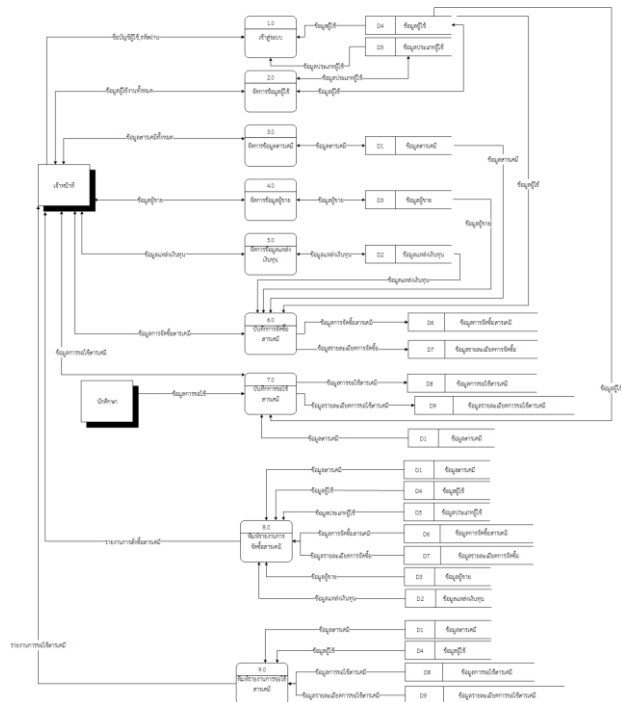 1.0
เข้าสู่ระบบ
ชื่อบัญชีผู้ใช้,รหัสผ่าน
ข้อมูลผู้ใช้
D4 ข้อมูลผู้ใช้
D5 ข้อมูลประเภทผู้ใช้
ข้อมูลประเภทผู้ใช้
2.0
จัดการข้อมูลผู้ใช้
ข้อมูลประเภทผู้ใช้
ข้อมูลผู้ใช้
ข้อมูลผู้ใช้งานทั้งหมด
3.0
จัดการข้อมูลสารเคมี
ข้อมูลสารเคมีทั้งหมด
ข้อมูลสารเคมี
D1 ข้อมูลสารเคมี
ข้อมูลสารเคมี
ข้อมูลผู้ใช้
เจ้าหน้าที่
4.0
จัดการข้อมูลผู้ขาย
ข้อมูลผู้ขาย
ข้อมูลผู้ขาย
D3 ข้อมูลผู้ขาย
ข้อมูลผู้ขาย
5.0
จัดการข้อมูลแหล่ง
เงินทุน
ข้อมูลแหล่งเงินทุน
ข้อมูลแหล่งเงินทุน
D2 ข้อมูลแหล่งเงินทุน
ข้อมูลแหล่งเงินทุน
6.0
บันทึกการจัดซื้อ
สารเคมี
ข้อมูลการจัดซื้อสารเคมี
ข้อมูลการจัดซื้อสารเคมี
D6 ข้อมูลการจัดซื้อสารเคมี
ข้อมูลรายละเอียดการจัดซื้อ
D7 ข้อมูลรายละเอียดการจัดซื้อ
ข้อมูลการขอใช้สารเคมี
7.0
บันทึกการขอใช้
สารเคมี
นักศึกษา
ข้อมูลการขอใช้
ข้อมูลการขอใช้สารเคมี
D8 ข้อมูลการขอใช้สารเคมี
ข้อมูลรายละเอียดการขอใช้สารเคมี
D9 ข้อมูลรายละเอียดการขอใช้สารเคมี
ข้อมูลผู้ใช้
ข้อมูลสารเคมี
D1 ข้อมูลสารเคมี
ข้อมูลสารเคมี
D1 ข้อมูลสารเคมี
ข้อมูลผู้ใช้
D4 ข้อมูลผู้ใช้
ข้อมูลประเภทผู้ใช้
D5 ข้อมูลประเภทผู้ใช้
8.0
พิมพ์รายงานการ
จัดซื้อสารเคมี
รายงานการสั่งซื้อสารเคมี
ข้อมูลการจัดซื้อสารเคมี
D6 ข้อมูลการจัดซื้อสารเคมี
ข้อมูลรายละเอียดการจัดซื้อ
D7 ข้อมูลรายละเอียดการจัดซื้อ
ข้อมูลผู้ขาย
D3 ข้อมูลผู้ขาย
ข้อมูลแหล่งเงินทุน
D2 ข้อมูลแหล่งเงินทุน
รายงานการขอใช้สารเคมี
ข้อมูลสารเคมี
D1 ข้อมูลสารเคมี
ข้อมูลผู้ใช้
D4 ข้อมูลผู้ใช้
9.0
พิมพ์รายงานการขอใช้
สารเคมี
ข้อมูลการขอใช้สารเคมี
D8 ข้อมูลการขอใช้สารเคมี
ข้อมูลรายละเอียดการขอใช้สารเคมี
D9 ข้อมูลรายละเอียดการขอใช้สารเคมี